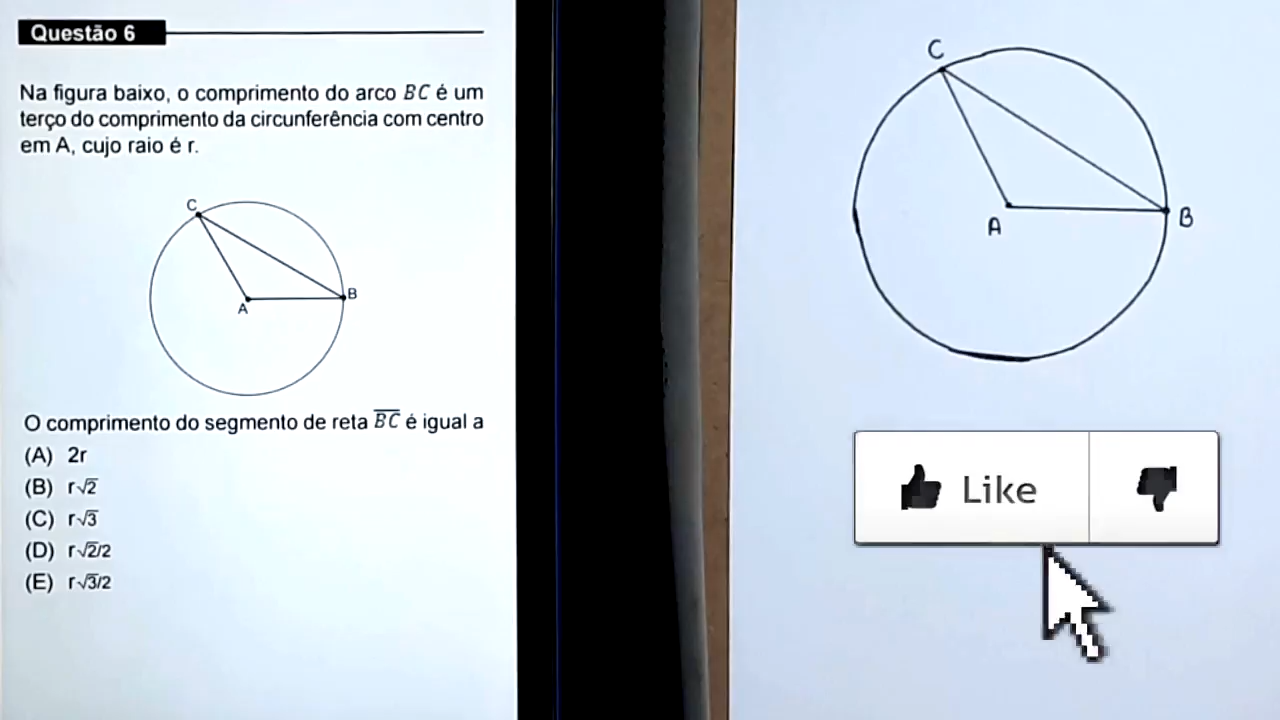 Questão 6
Na figura baixo, o comprimento do arco BC é um
terço do comprimento da circunferência com centro
em A, cujo raio é r.
C
B
A
O comprimento do segmento de reta B̅C̅ é igual a
(A) 2r
(B) r√2
(C) r√3
(D) r√2/2
(E) r√3/2
C
A
B
Like